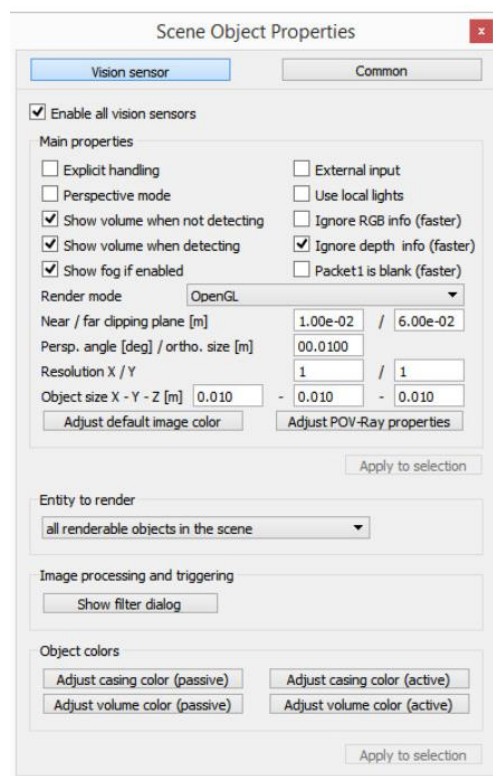 Scene Object Properties x
Vision sensor Common
Enable all vision sensors
Main properties
Explicit handling External input
Perspective mode Use local lights
Show volume when not detecting Ignore RGB info (faster)
Show volume when detecting Ignore depth info (faster)
Show fog if enabled Packet1 is blank (faster)
Render mode OpenGL
Near / far clipping plane [m] 1.00e-02 / 6.00e-02
Persp. angle [deg] / ortho. size [m] 00.0100
Resolution X / Y 1 / 1
Object size X - Y - Z [m] 0.010 - 0.010 - 0.010
Adjust default image color Adjust POV-Ray properties
Apply to selection
Entity to render
all renderable objects in the scene
Image processing and triggering
Show filter dialog
Object colors
Adjust casing color (passive) Adjust casing color (active)
Adjust volume color (passive) Adjust volume color (active)
Apply to selection